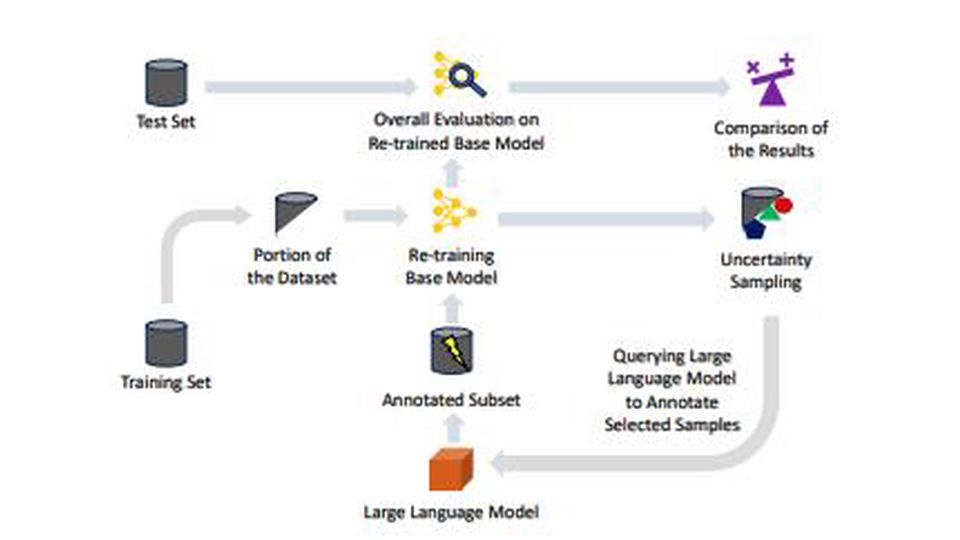 Test Set
Overall Evaluation on
Re-trained Base Model
Comparison of
the Results
Portion of
the Dataset
Re-training
Base Model
Uncertainty
Sampling
Training Set
Annotated Subset
Querying Large
Language Model
to Annotate
Selected Samples
Large Language Model